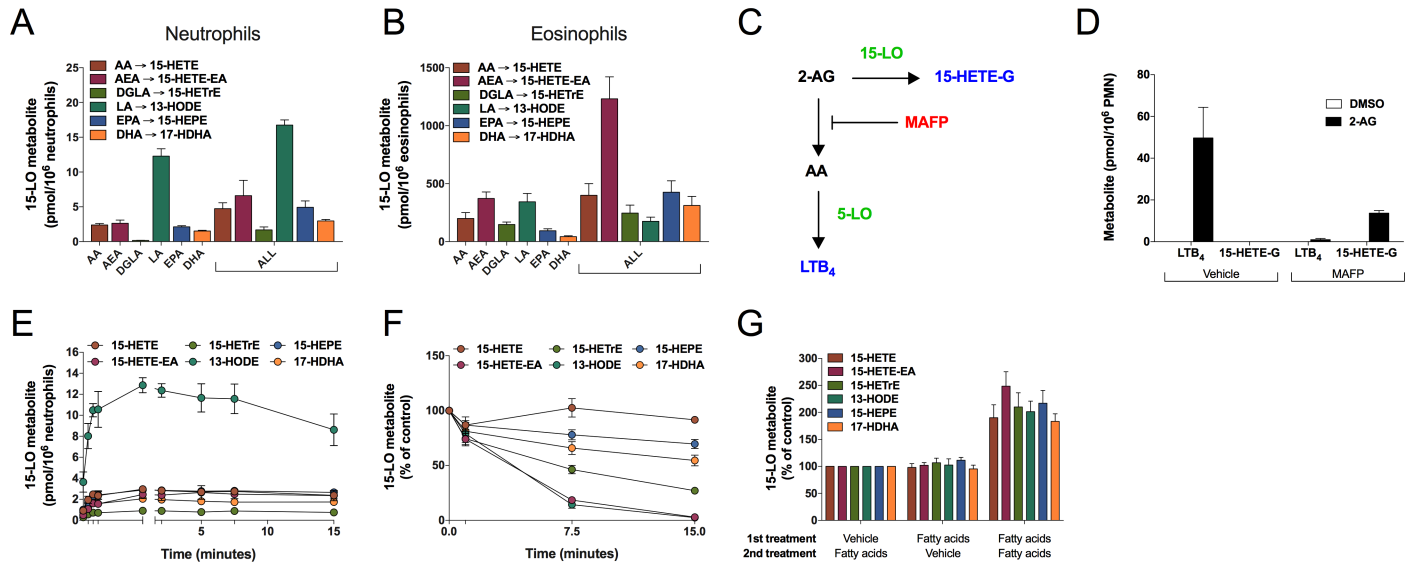 A
Neutrophils
15-LO metabolite
(pmol/10⁶ neutrophils)
25
20
15
10
5
0
AA → 15-HETE
AEA → 15-HETE-EA
DGLA → 15-HETrE
LA → 13-HODE
EPA → 15-HEPE
DHA → 17-HDHA
AA
AEA
DGLA
LA
EPA
DHA
ALL
B
Eosinophils
15-LO metabolite
(pmol/10⁶ eosinophils)
1500
1000
500
0
AA → 15-HETE
AEA → 15-HETE-EA
DGLA → 15-HETrE
LA → 13-HODE
EPA → 15-HEPE
DHA → 17-HDHA
AA
AEA
DGLA
LA
EPA
DHA
ALL
C
15-LO
2-AG
15-HETE-G
MAFP
AA
5-LO
LTB₄
D
Metabolite (pmol/10⁶ PMN)
80
60
40
20
0
DMSO
2-AG
LTB₄ 15-HETE-G LTB₄ 15-HETE-G
Vehicle MAFP
E
15-LO metabolite
(pmol/10⁶ neutrophils)
16
14
12
10
8
6
4
2
0
15-HETE 15-HETrE 15-HEPE
15-HETE-EA 13-HODE 17-HDHA
5 10 15
Time (minutes)
F
15-LO metabolite
(% of control)
150
100
50
0
15-HETE 15-HETrE 15-HEPE
15-HETE-EA 13-HODE 17-HDHA
0.0 7.5 15.0
Time (minutes)
G
15-LO metabolite
(% of control)
300
250
200
150
100
50
0
15-HETE
15-HETE-EA
15-HETrE
13-HODE
15-HEPE
17-HDHA
1st treatment Vehicle Fatty acids Fatty acids
2nd treatment Fatty acids Vehicle Fatty acids